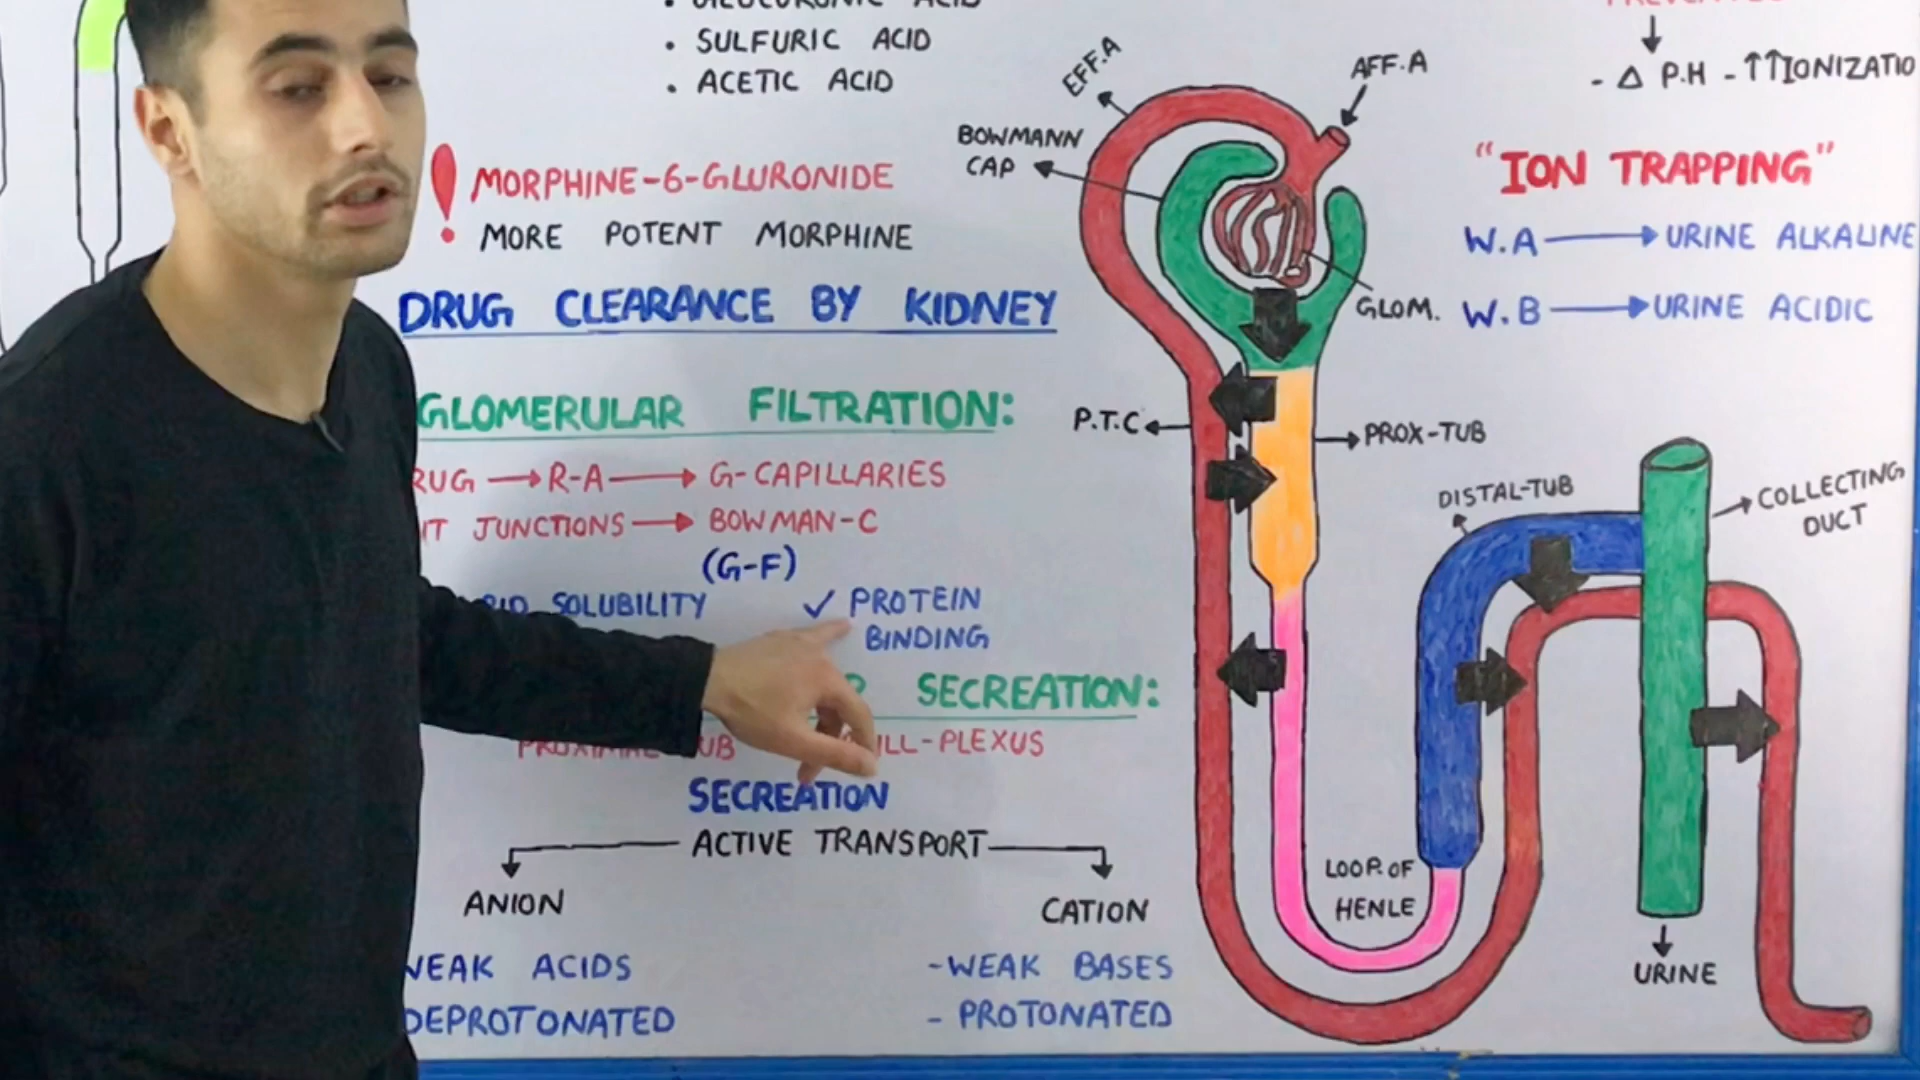 • SULFURIC ACID
• ACETIC ACID
! MORPHINE-6-GLURONIDE
MORE POTENT MORPHINE
DRUG CLEARANCE BY KIDNEY
GLOMERULAR FILTRATION:
RUG → R-A → G-CAPILLARIES
JUNCTIONS → BOWMAN-C
(G-F)
SOLUBILITY ✓ PROTEIN
BINDING
SECREATION:
ILL-PLEXUS
SECREATION
ACTIVE TRANSPORT
ANION CATION
WEAK ACIDS
DEPROTONATED
-WEAK BASES
- PROTONATED
EFF.A
AFF.A
BOWMANN
CAP
GLOM.
P.T.C
PROX-TUB
DISTAL-TUB
COLLECTING
DUCT
LOOP.OF
HENLE
URINE
- Δ P.H - ↑↑IONIZATIO
"ION TRAPPING"
W.A → URINE ALKALINE
W.B → URINE ACIDIC